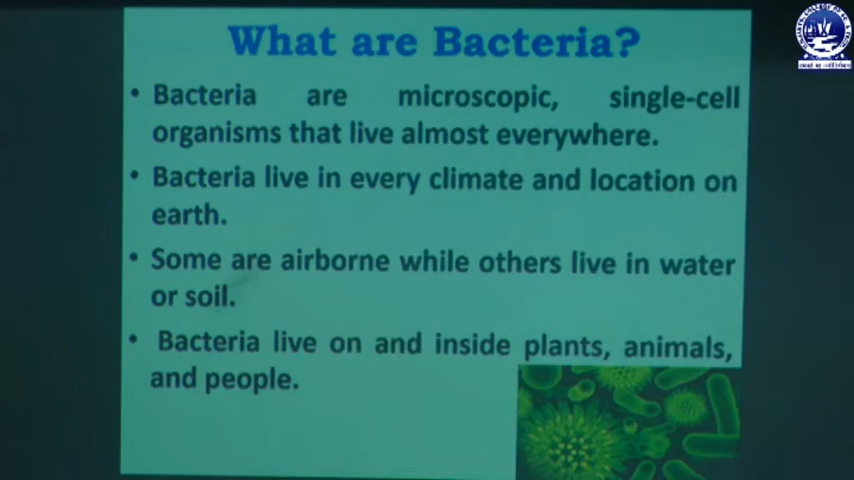 What are Bacteria?
• Bacteria are microscopic, single-cell
organisms that live almost everywhere.
• Bacteria live in every climate and location on
earth.
• Some are airborne while others live in water
or soil.
• Bacteria live on and inside plants, animals,
and people.